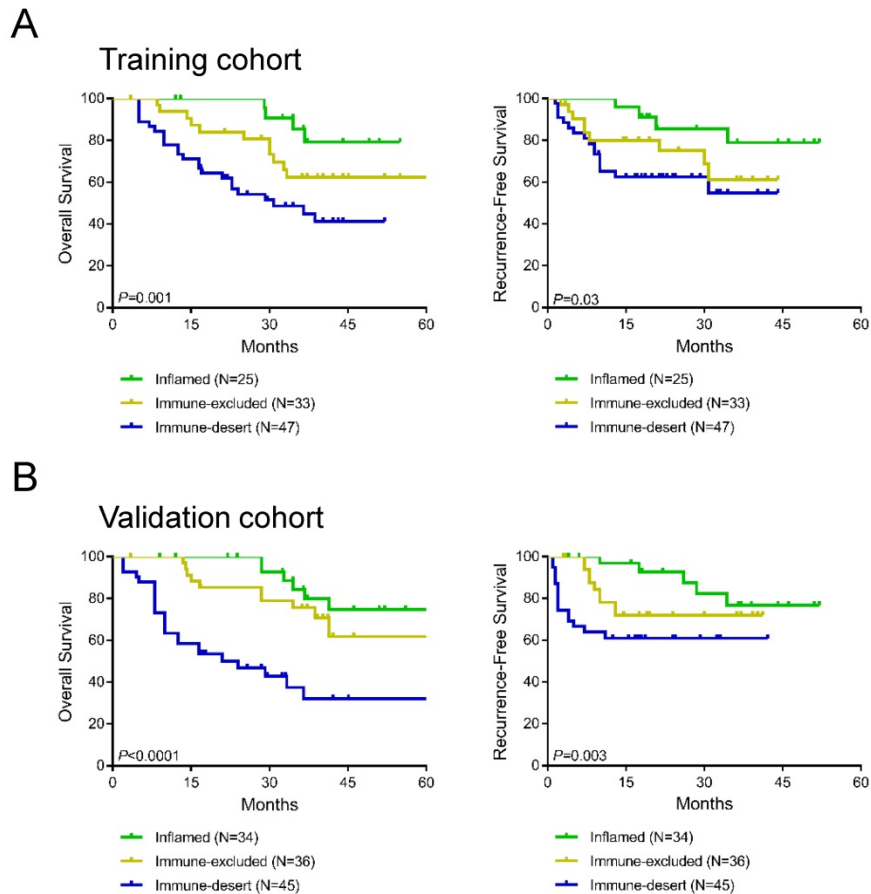 A
Training cohort
100
80
60
40
20
0
Overall Survival
P=0.001
0 15 30 45 60
Months
Inflamed (N=25)
Immune-excluded (N=33)
Immune-desert (N=47)
100
80
60
40
20
0
Recurrence-Free Survival
P=0.03
0 15 30 45 60
Months
Inflamed (N=25)
Immune-excluded (N=33)
Immune-desert (N=47)
B
Validation cohort
100
80
60
40
20
0
Overall Survival
P<0.0001
0 15 30 45 60
Months
Inflamed (N=34)
Immune-excluded (N=36)
Immune-desert (N=45)
100
80
60
40
20
0
Recurrence-Free Survival
P=0.003
0 15 30 45 60
Months
Inflamed (N=34)
Immune-excluded (N=36)
Immune-desert (N=45)